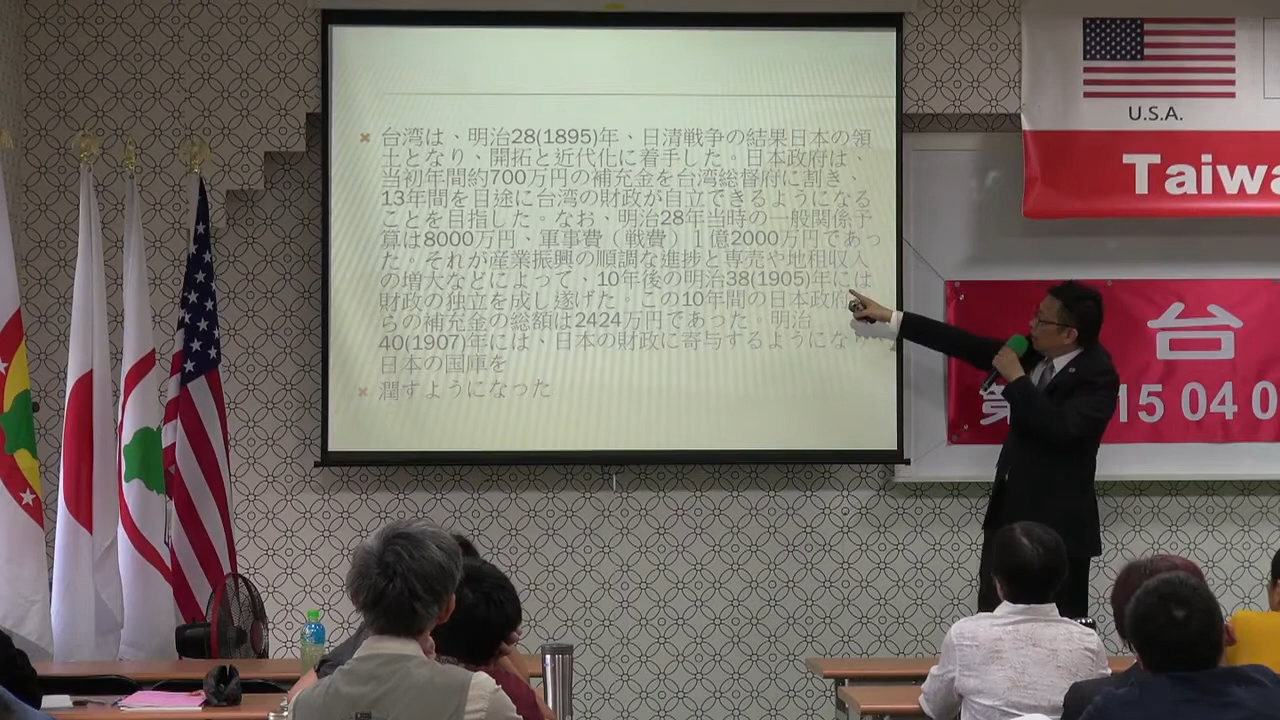 台湾は、明治28(1895)年、日清戦争の結果日本の領
土となり、開拓と近代化に着手した。日本政府は、
当初年間約700万円の補充金を台湾総督府に割き、
13年間を目途に台湾の財政が自立できるようになる
ことを目指した。なお、明治28年当時の一般関係予
算は8000万円、軍事費（戦費）１億2000万円であっ
た。それが産業振興の順調な進捗と専売や地租収入
の増大などによって、10年後の明治38(1905)年には
財政の独立を成し遂げた。この10年間の日本政府
らの補充金の総額は2424万円であった。明治
40(1907)年には、日本の財政に寄与するようにな
日本の国庫を
潤すようになった
U.S.A.
Taiwa
台
第 15 04 0